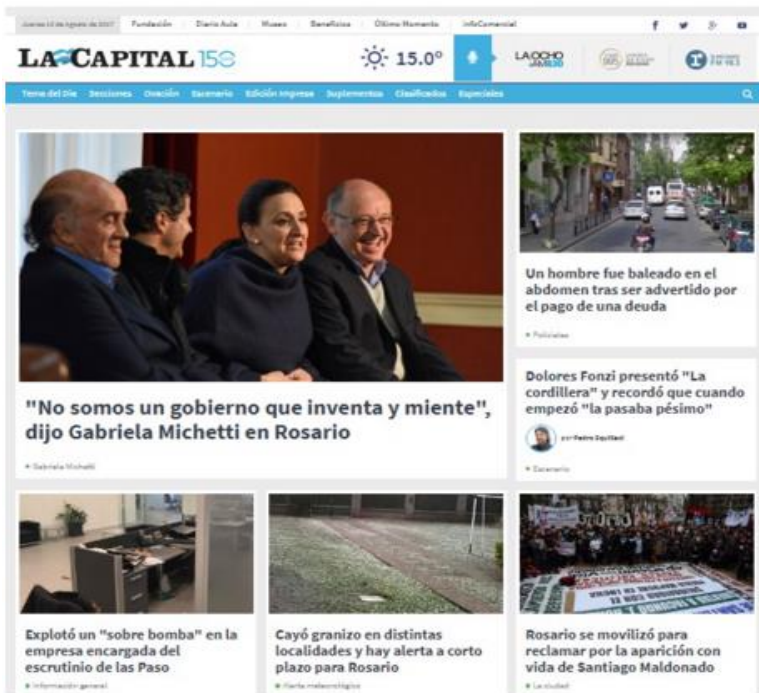 Jueves 10 de Agosto de 2017 Fundación Diario Aula Museo Beneficios Último Momento InfoComercial
LA CAPITAL 150
15.0°
LA OCHO
AM 830
Tema del Día Secciones Ovación Escenario Edición Impresa Suplementos Clasificados Especiales
"No somos un gobierno que inventa y miente",
dijo Gabriela Michetti en Rosario
Gabriela Michetti
Un hombre fue baleado en el
abdomen tras ser advertido por
el pago de una deuda
Policiales
Dolores Fonzi presentó "La
cordillera" y recordó que cuando
empezó "la pasaba pésimo"
por Pedro Squillaci
Escenario
Explotó un "sobre bomba" en la
empresa encargada del
escrutinio de las Paso
Información general
Cayó granizo en distintas
localidades y hay alerta a corto
plazo para Rosario
Alerta meteorológico
Rosario se movilizó para
reclamar por la aparición con
vida de Santiago Maldonado
La ciudad